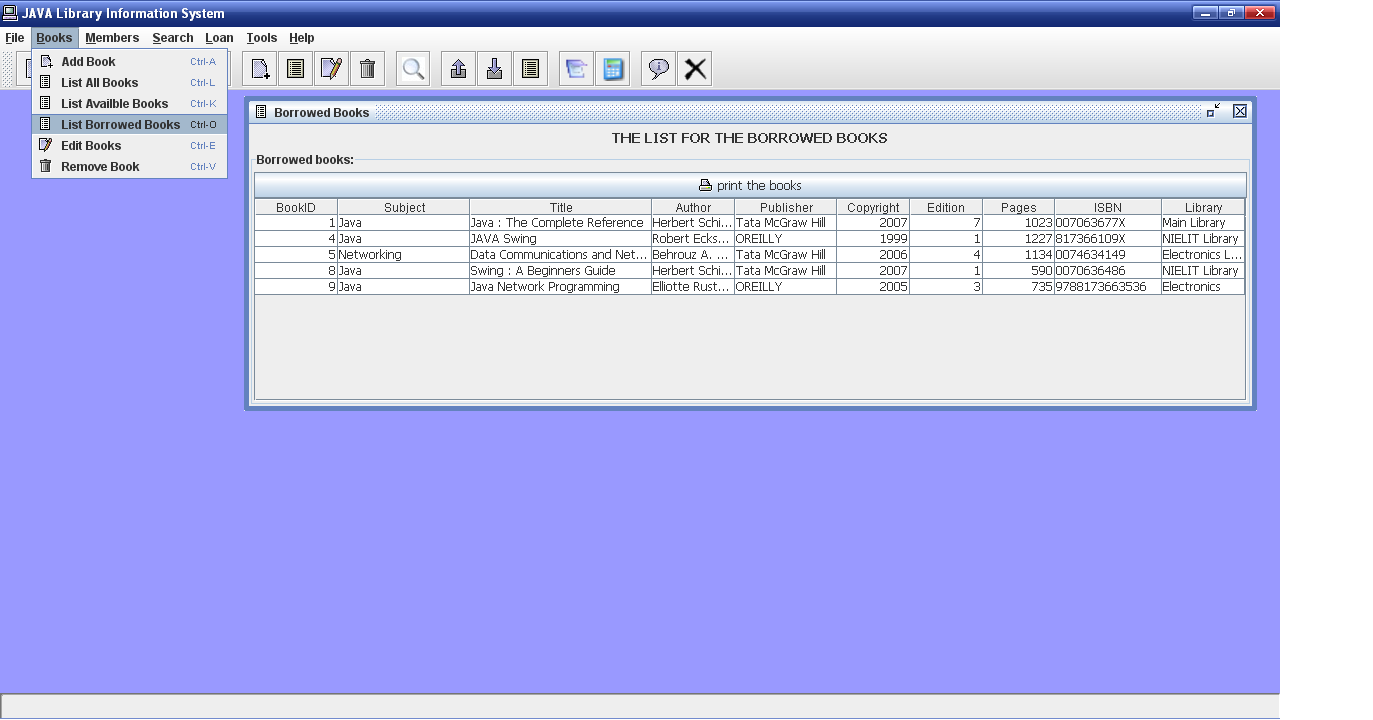 JAVA Library Information System
File Books Members Search Loan Tools Help
Add Book Ctrl-A
List All Books Ctrl-L
List Availble Books Ctrl-K
List Borrowed Books Ctrl-O
Edit Books Ctrl-E
Remove Book Ctrl-V
Borrowed Books
THE LIST FOR THE BORROWED BOOKS
Borrowed books:
print the books
BookID Subject Title Author Publisher Copyright Edition Pages ISBN Library
1 Java Java : The Complete Reference Herbert Schi... Tata McGraw Hill 2007 7 1023 007063677X Main Library
4 Java JAVA Swing Robert Ecks... OREILLY 1999 1 1227 817366109X NIELIT Library
5 Networking Data Communications and Net... Behrouz A. ... Tata McGraw Hill 2006 4 1134 0074634149 Electronics L...
8 Java Swing : A Beginners Guide Herbert Schi... Tata McGraw Hill 2007 1 590 0070636486 NIELIT Library
9 Java Java Network Programming Elliotte Rust... OREILLY 2005 3 735 9788173663536 Electronics